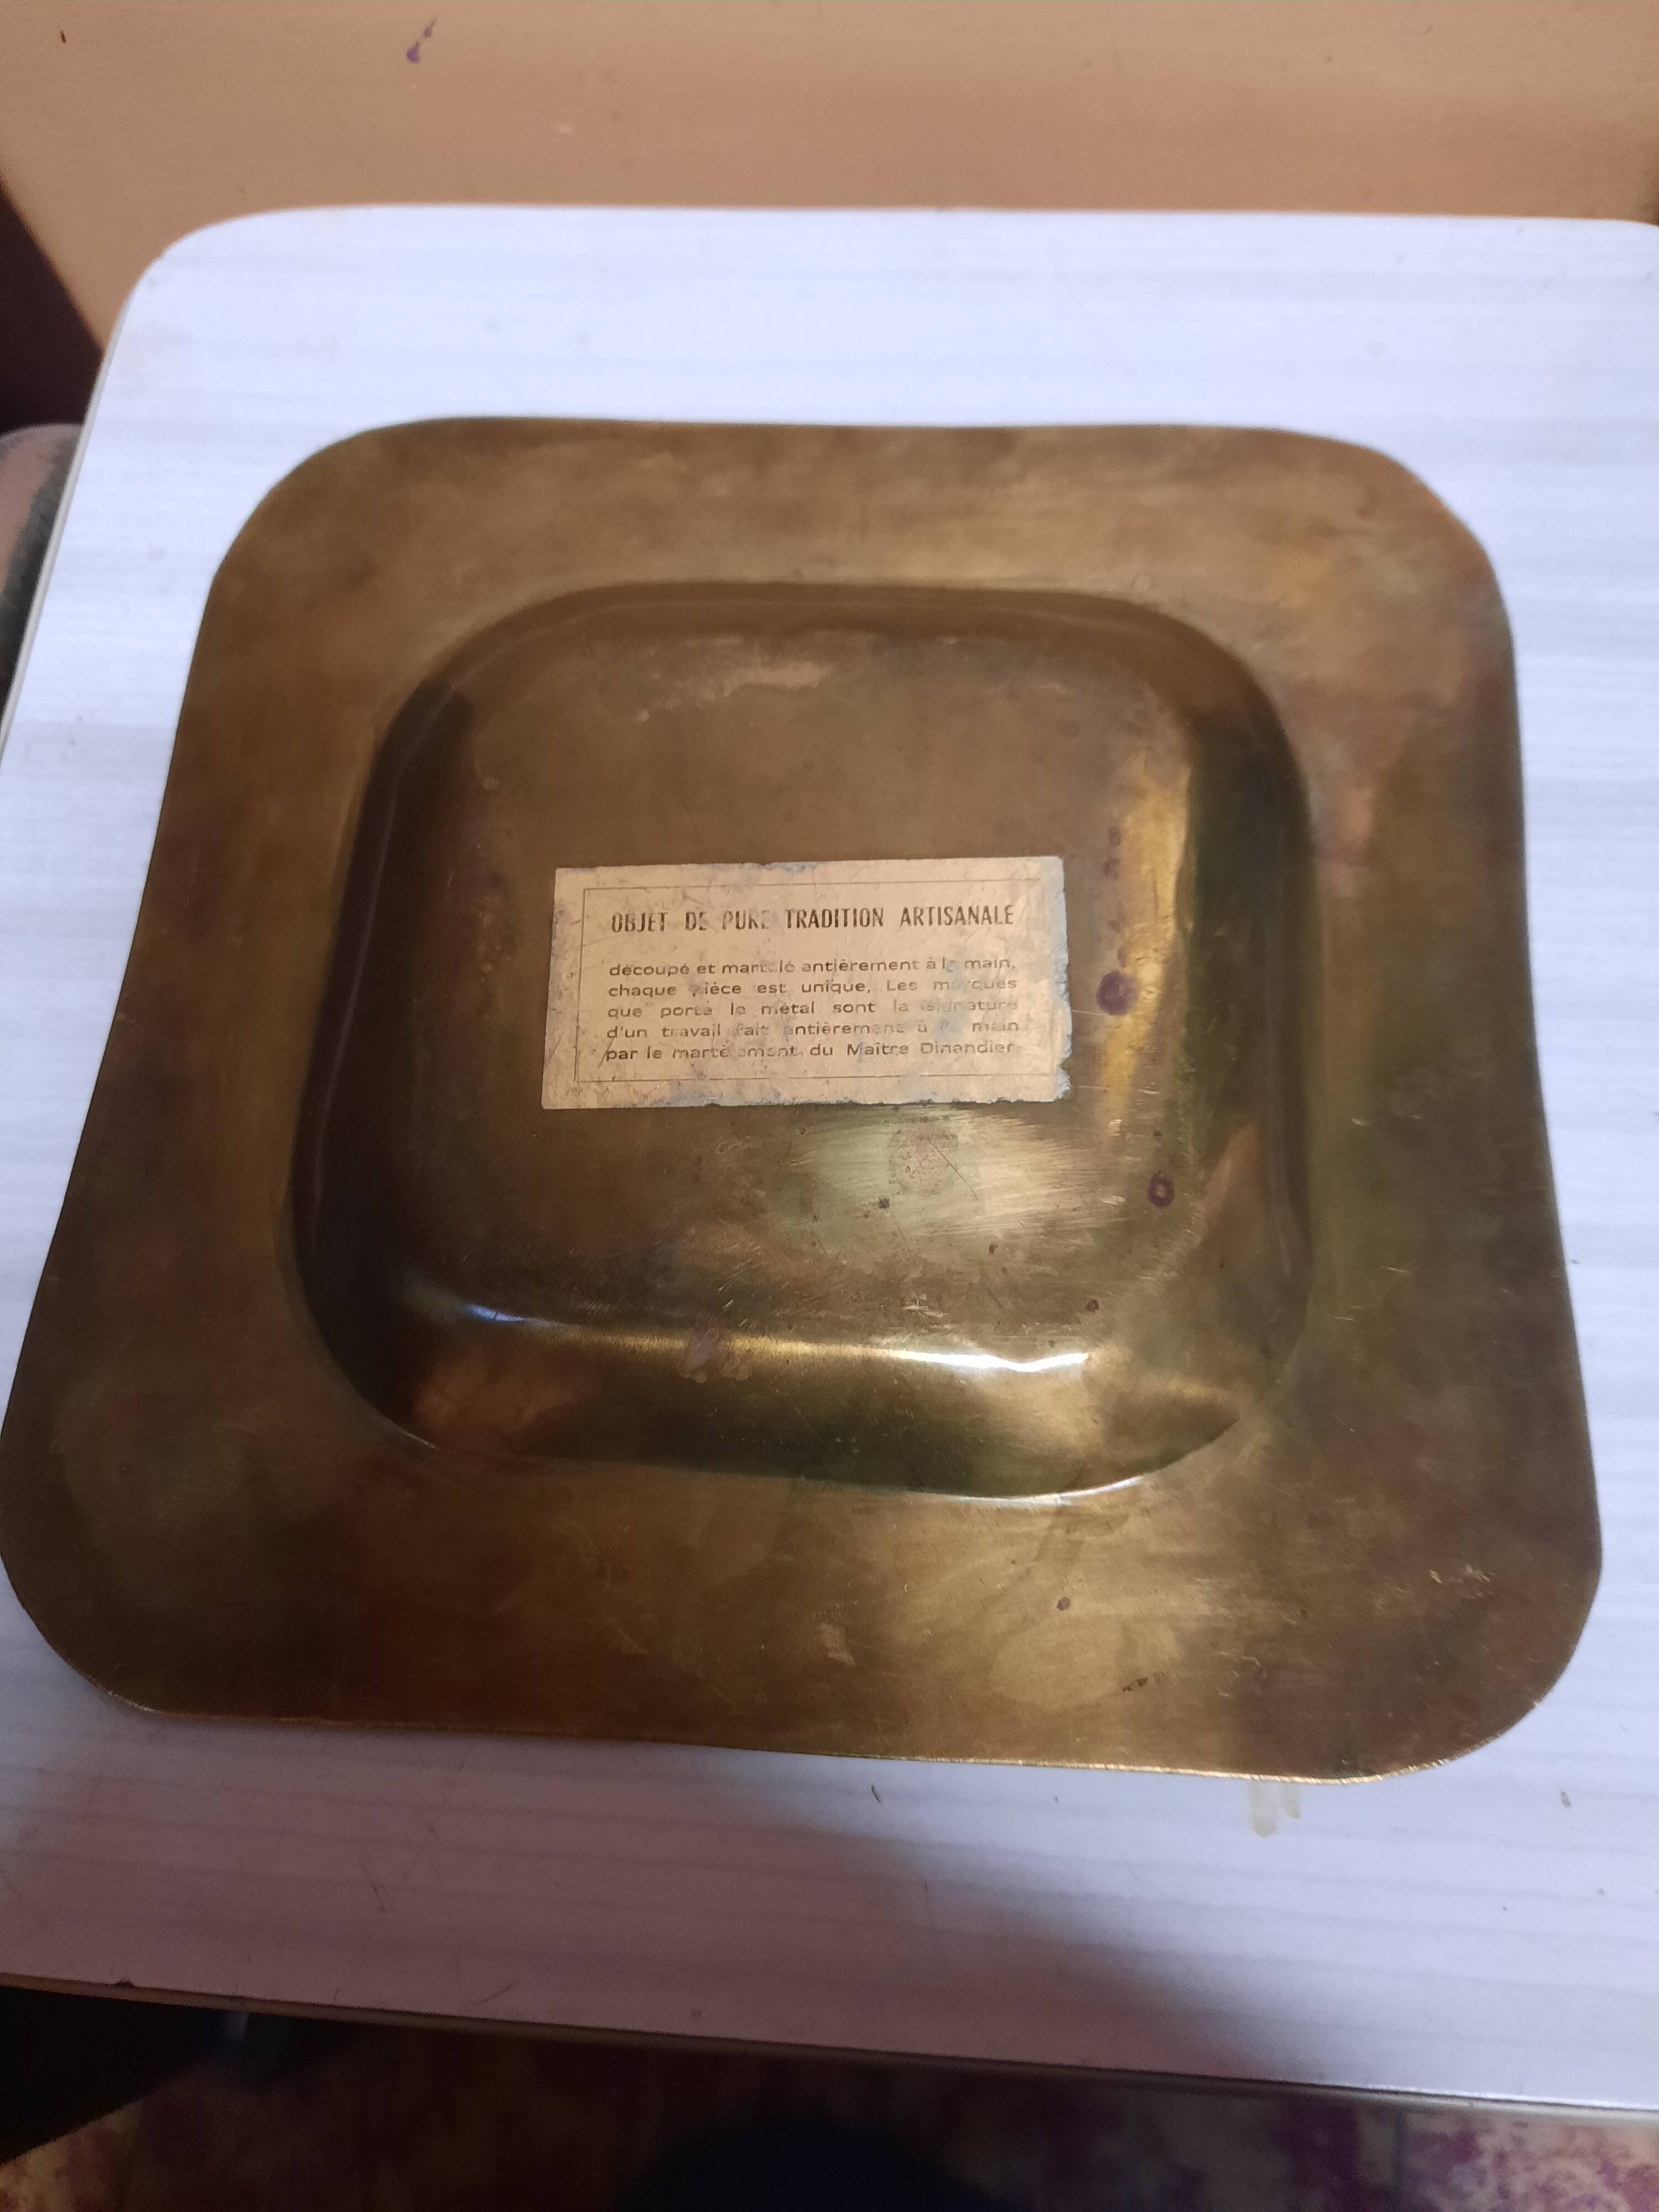 OBJET DE PURE TRADITION ARTISANALE
découpé et martelé entièrement à la main,
chaque pièce est unique. Les marques
que porte le métal sont la signature
d'un travail fait entièrement à la main
par le martèlement du Maître Dinandier